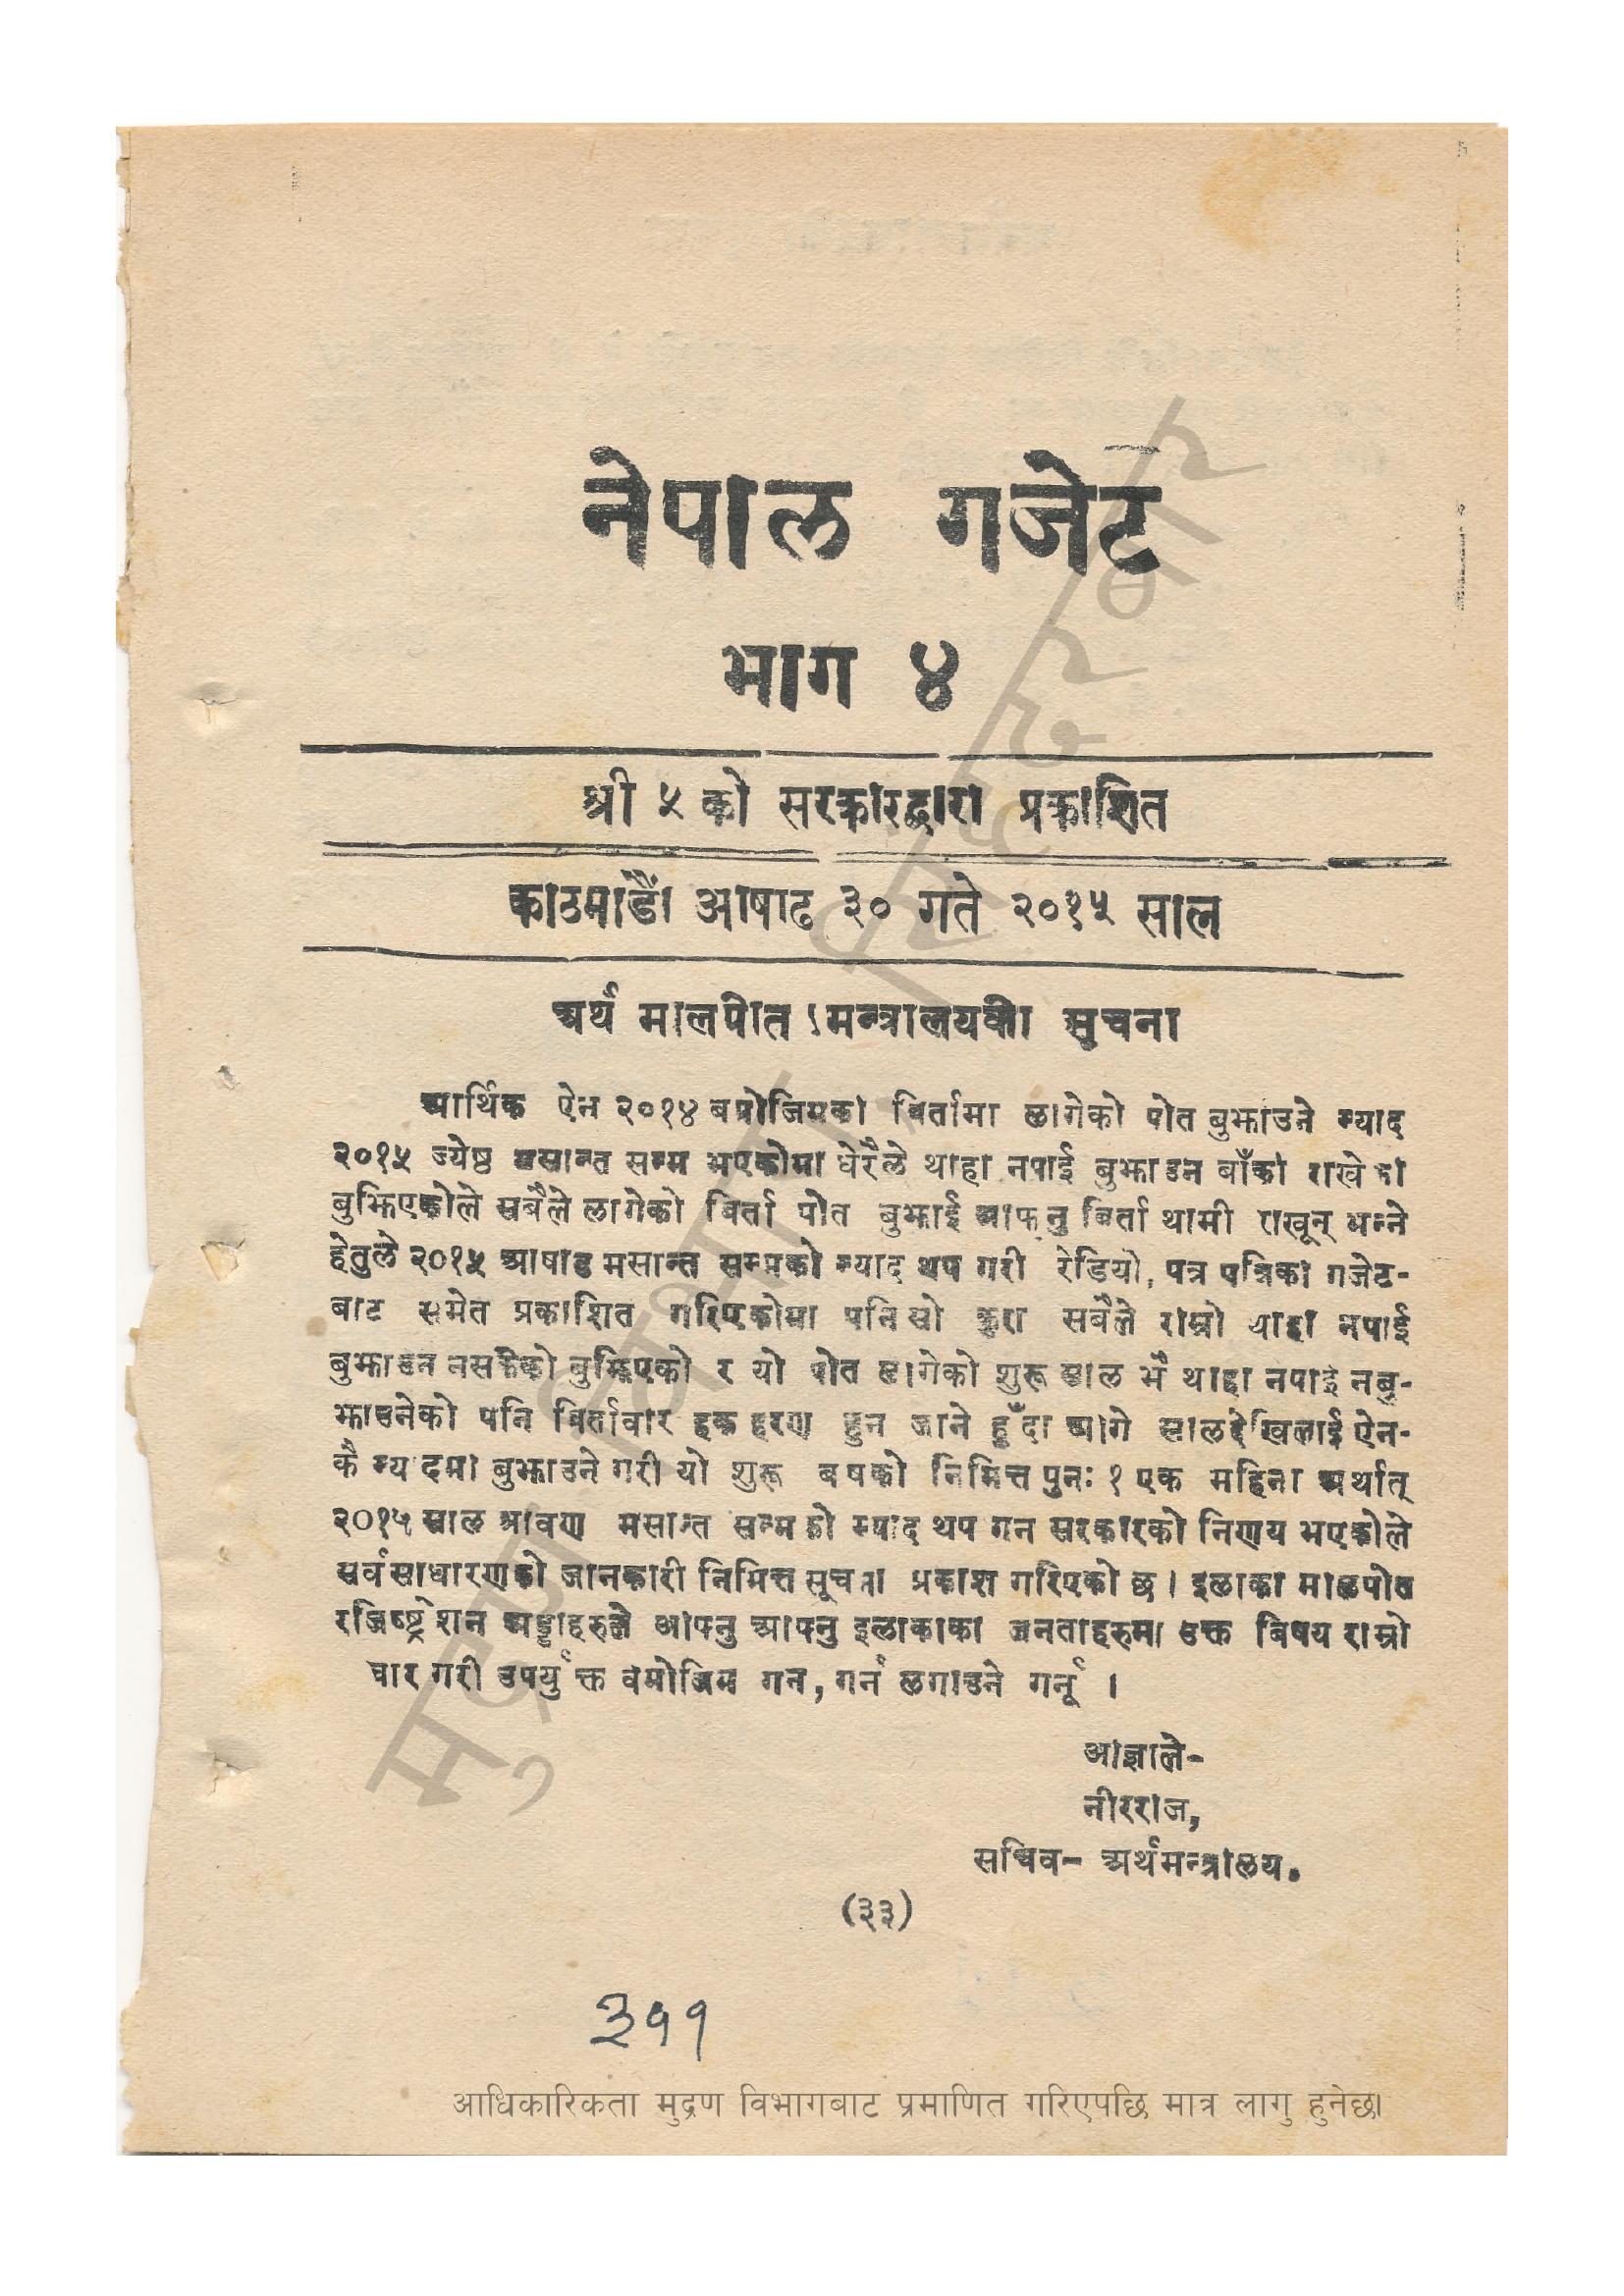 नेपाल गजेट
भाग ४
श्री ५ को सरकारद्वारा प्रकाशित
काठमाडौं आषाढ ३० गते २०१५ साल
अर्थ मालपोत मन्त्रालयको सुचना
आर्थिक ऐन २०१४ बमोजिमका बिर्तामा लागेको पोत बुझाउने म्याद
२०१५ ज्येष्ठ मसान्त सम्म भएकोमा धेरैले थाहा नपाई बुझाउन बाँकी राखेको
बुझिएकोले सबैले लागेको बिर्ता पोत बुझाई आफ्नु बिर्ता थामी राखून् भन्ने
हेतुले २०१५ आषाढ मसान्त सम्मको म्याद थप गरी रेडियो, पत्र पत्रिका गजेट-
बाट समेत प्रकाशित गरिएकोमा पनि सो कुरा सबैले राम्रो थाहा नपाई
बुझाउन नसकेको बुझिएको र यो पोत लागेको शुरू साल भै थाहा नपाई नबु-
झाउनेको पनि बिर्तावार हक हरण हुन जाने हुँदा आगे सालदेखिलाई ऐन-
कै म्यादमा बुझाउने गरी यो शुरू बषको निमित्त पुनः १ एक महिना अर्थात्
२०१५ साल श्रावण मसान्त सम्मको म्याद थप गन सरकारको निणय भएकोले
सर्वसाधारणको जानकारी निमित्त सूचना प्रकाश गरिएको छ । इलाका मालपोत
रजिष्ट्रेशन अड्डाहरुले आफ्नु आफ्नु इलाकाका जनताहरुमा उक्त बिषय राम्रो
चार गरी उपर्युक्त बमोजिम गन, गर्न लगाउने गर्नू ।
आज्ञाले-
नीरराज,
सचिव- अर्थमन्त्रालय.
(३३)
३११
आधिकारिकता मुद्रण विभागबाट प्रमाणित गरिएपछि मात्र लागु हुनेछ।
मुद्रण विभाग, सिंहदरबार